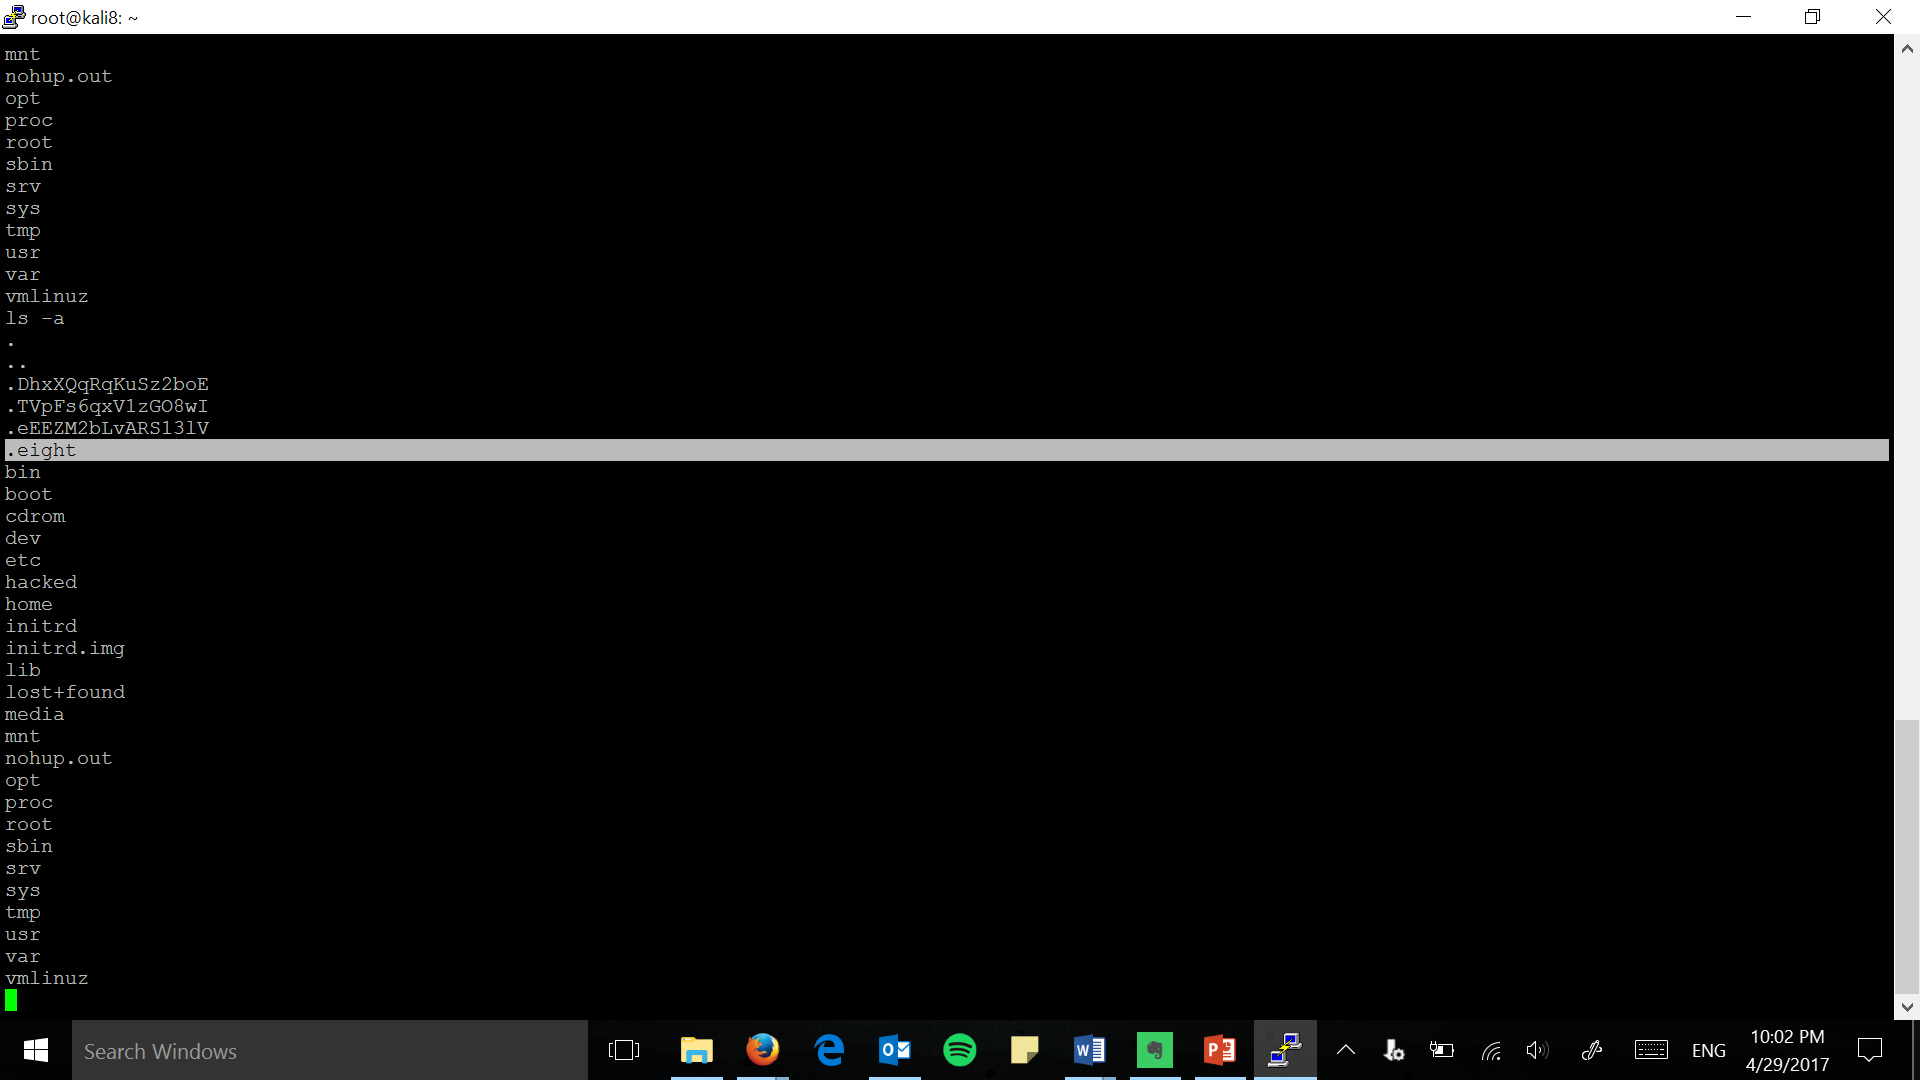 root@kali8: ~
mnt
nohup.out
opt
proc
root
sbin
srv
sys
tmp
usr
var
vmlinuz
ls -a
.
..
.DhxXQqRqKuSz2boE
.TVpFs6qxV1zGO8wI
.eEEZM2bLvARS13lV
.eight
bin
boot
cdrom
dev
etc
hacked
home
initrd
initrd.img
lib
lost+found
media
mnt
nohup.out
opt
proc
root
sbin
srv
sys
tmp
usr
var
vmlinuz
Search Windows
ENG
10:02 PM
4/29/2017